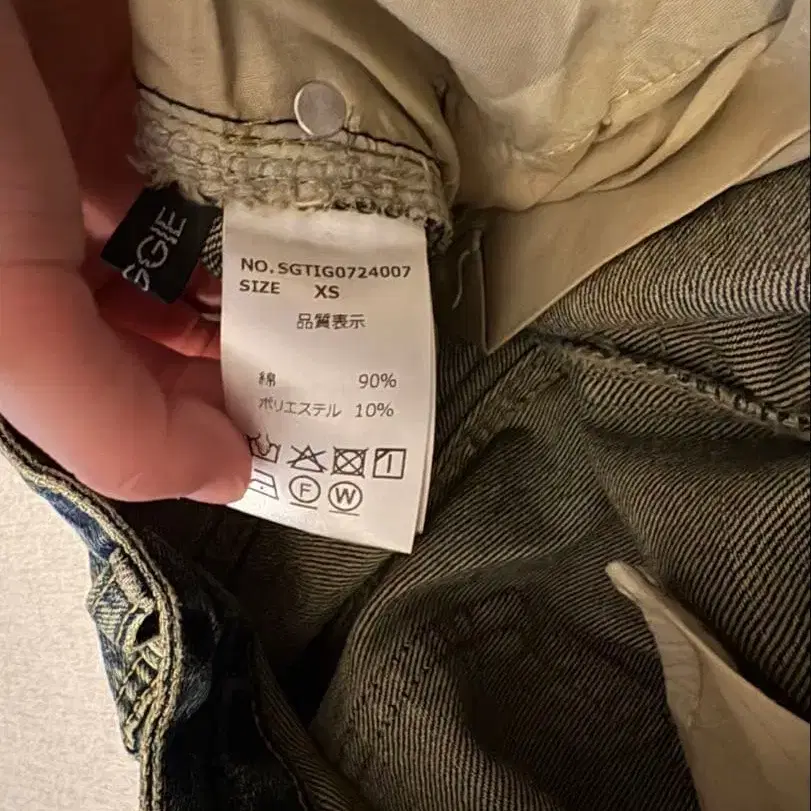 SGIE
NO.SGTIG0724007
SIZE XS
品質表示
綿 90%
ポリエステル 10%
F W